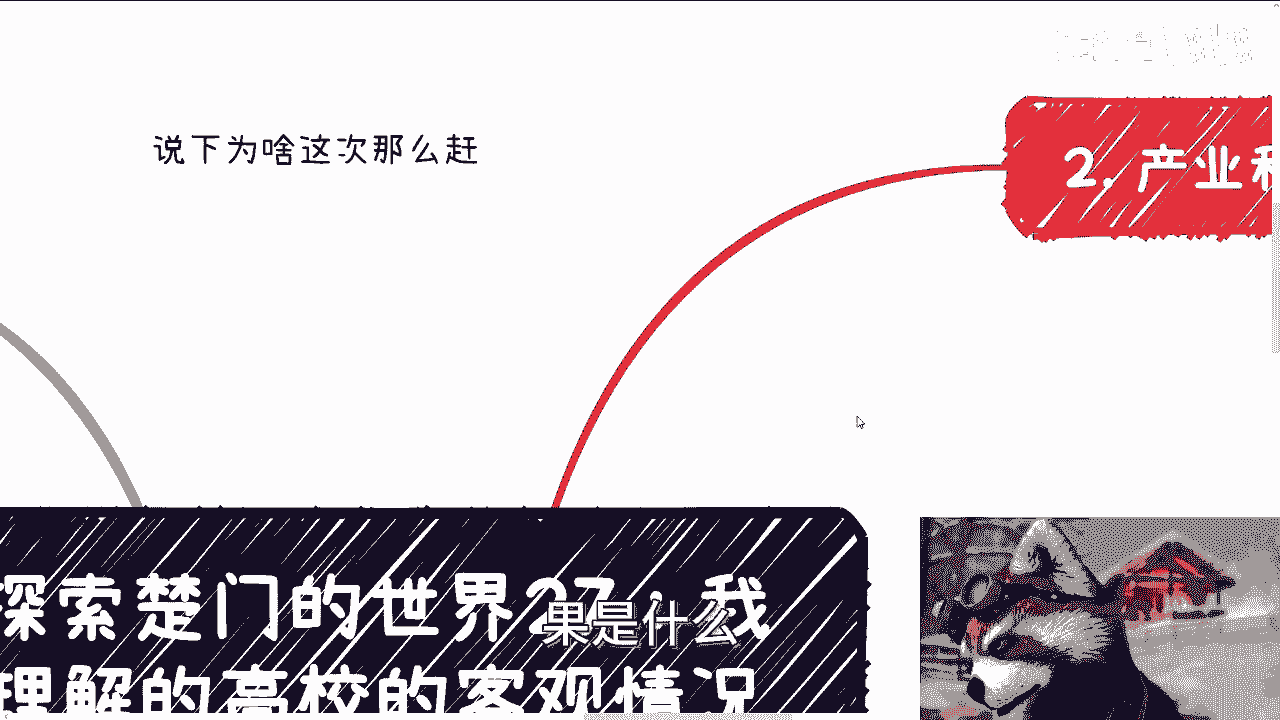 说下为啥这次那么赶
2. 产业
探索楚门的世界27，我
理解的高校的客观情况
果是什么